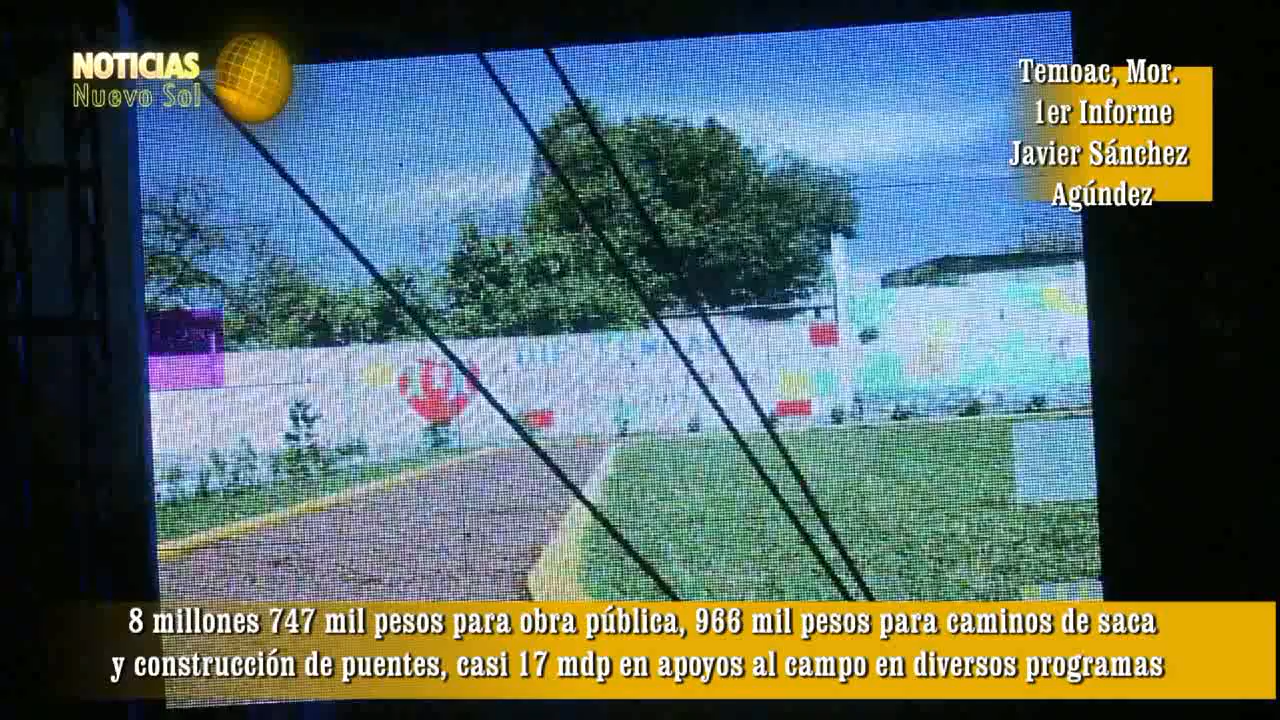 NOTICIAS
Nuevo Sol
Temoac, Mor.
1er Informe
Javier Sánchez
Agúndez
8 millones 747 mil pesos para obra pública, 966 mil pesos para caminos de saca
y construcción de puentes, casi 17 mdp en apoyos al campo en diversos programas